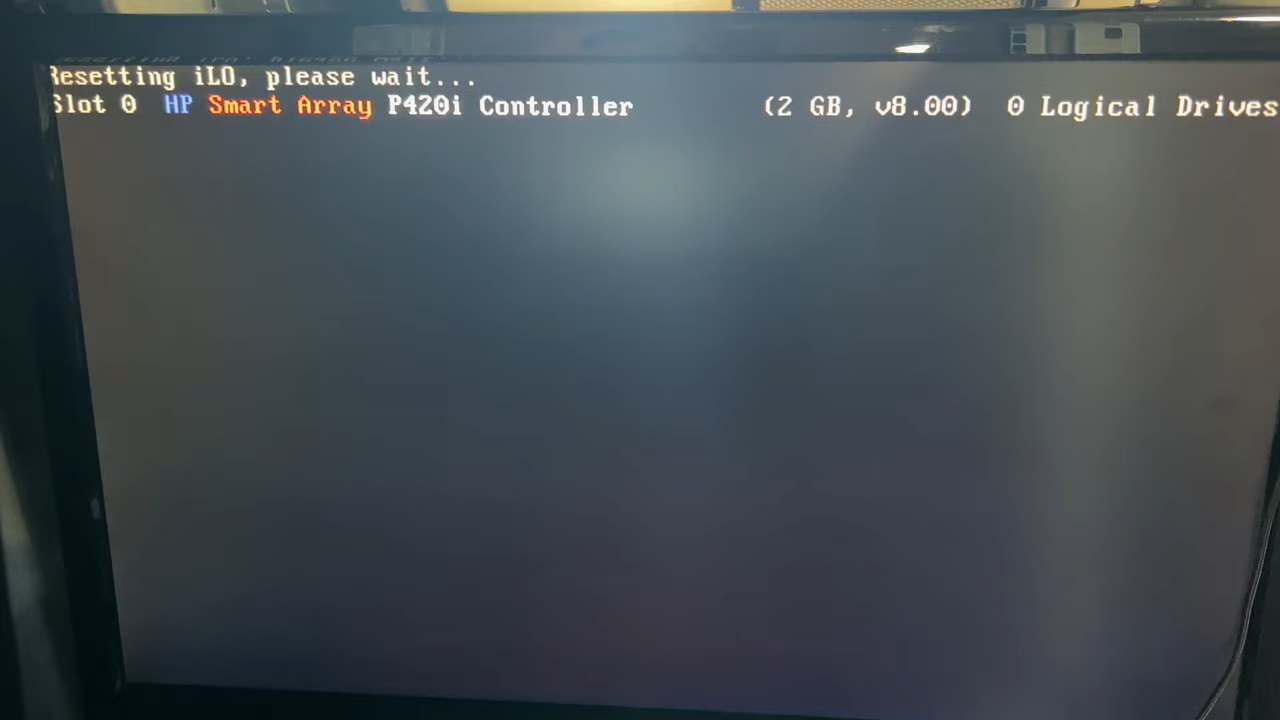 Resetting iLO, please wait...
Slot 0 HP Smart Array P420i Controller (2 GB, v8.00) 0 Logical Drives